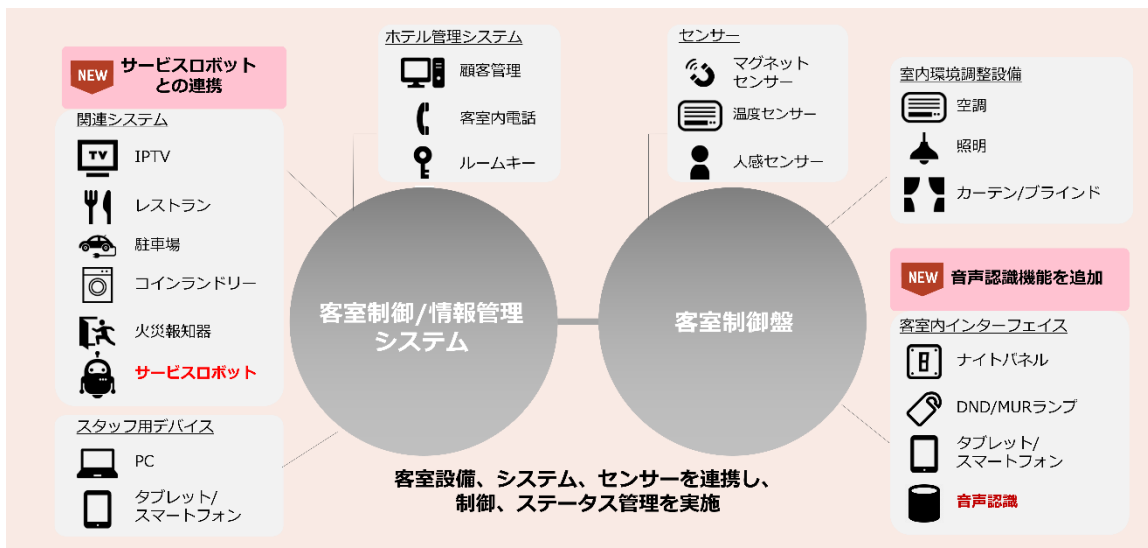 NEW
サービスロボット
との連携
関連システム
TV
IPTV
レストラン
駐車場
コインランドリー
火災報知器
サービスロボット
スタッフ用デバイス
PC
タブレット/
スマートフォン
ホテル管理システム
顧客管理
客室内電話
ルームキー
センサー
マグネット
センサー
温度センサー
人感センサー
客室制御/情報管理
システム
客室制御盤
客室設備、システム、センサーを連携し、
制御、ステータス管理を実施
室内環境調整設備
空調
照明
カーテン/ブラインド
NEW
音声認識機能を追加
客室内インターフェイス
ナイトパネル
DND/MURランプ
タブレット/
スマートフォン
音声認識